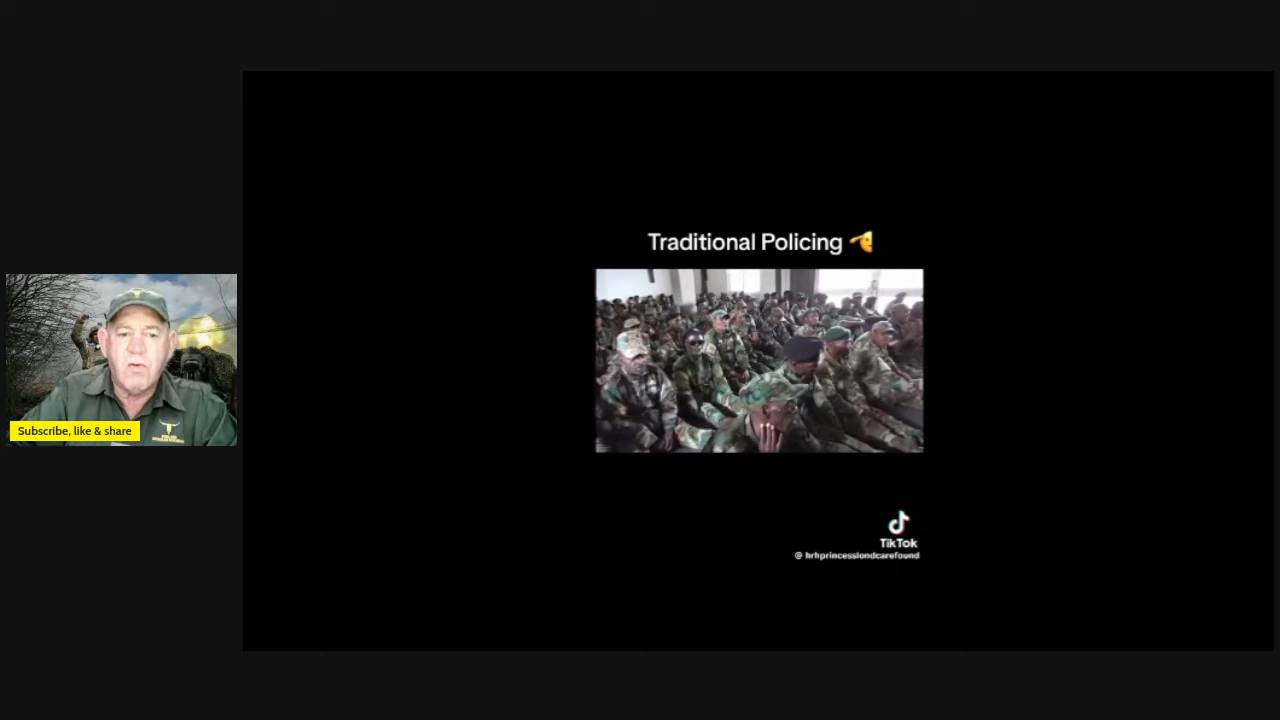 Traditional Policing
Subscribe, like & share
TikTok
@ hrhprincesslondcarefound